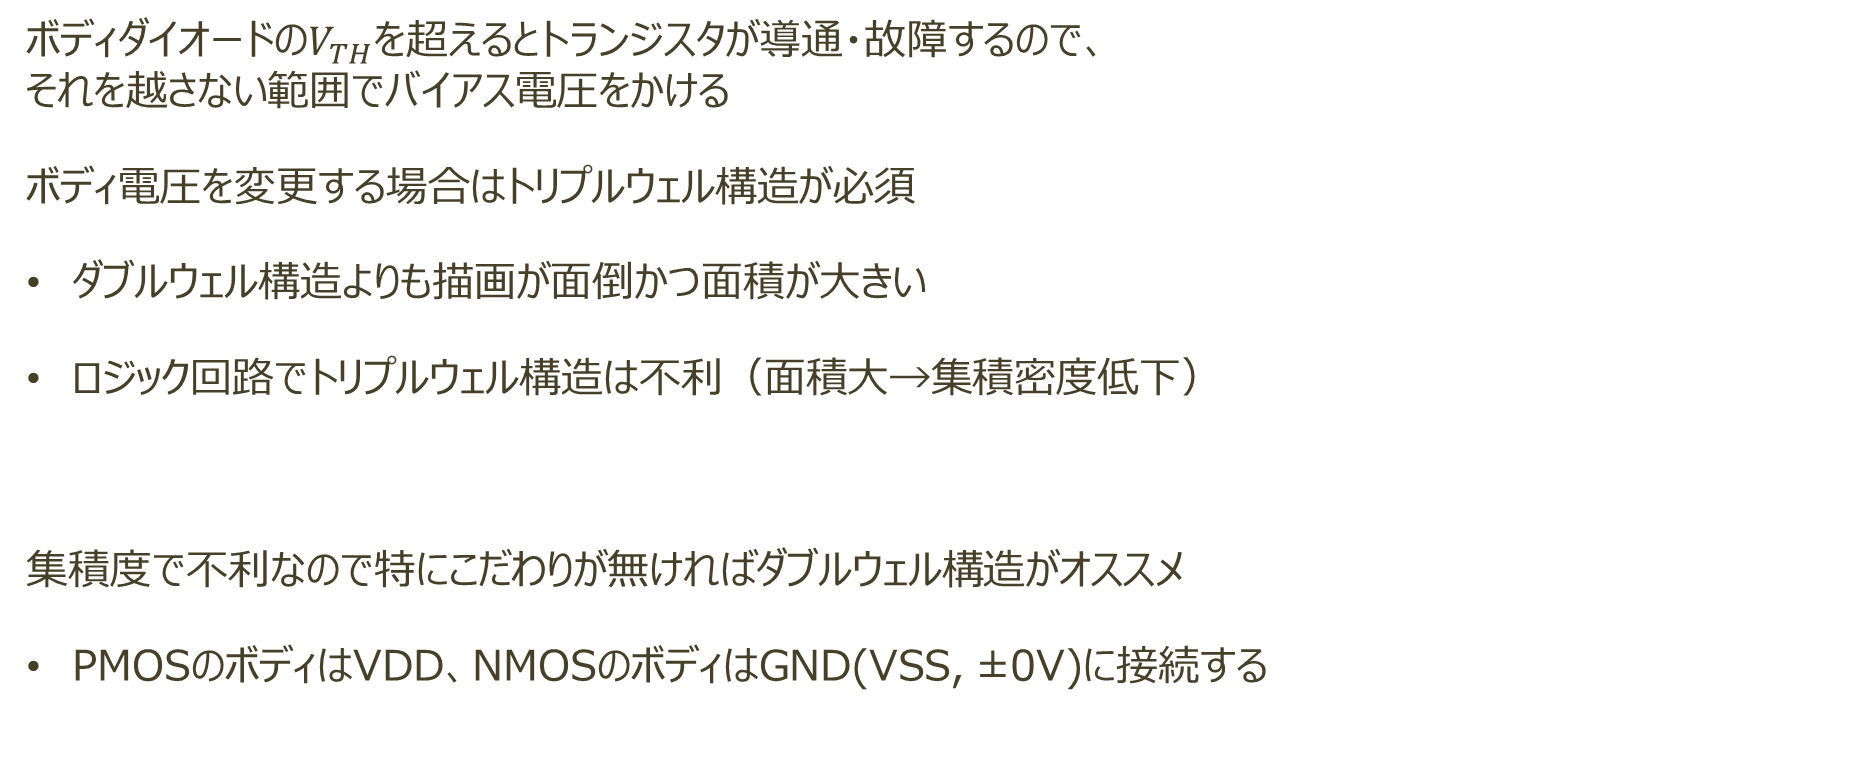 ボディダイオードのV_THを超えるとトランジスタが導通・故障するので、
それを越さない範囲でバイアス電圧をかける
ボディ電圧を変更する場合はトリプルウェル構造が必須
• ダブルウェル構造よりも描画が面倒かつ面積が大きい
• ロジック回路でトリプルウェル構造は不利（面積大→集積密度低下）
集積度で不利なので特にこだわりが無ければダブルウェル構造がオススメ
• PMOSのボディはVDD、NMOSのボディはGND(VSS, ±0V)に接続する